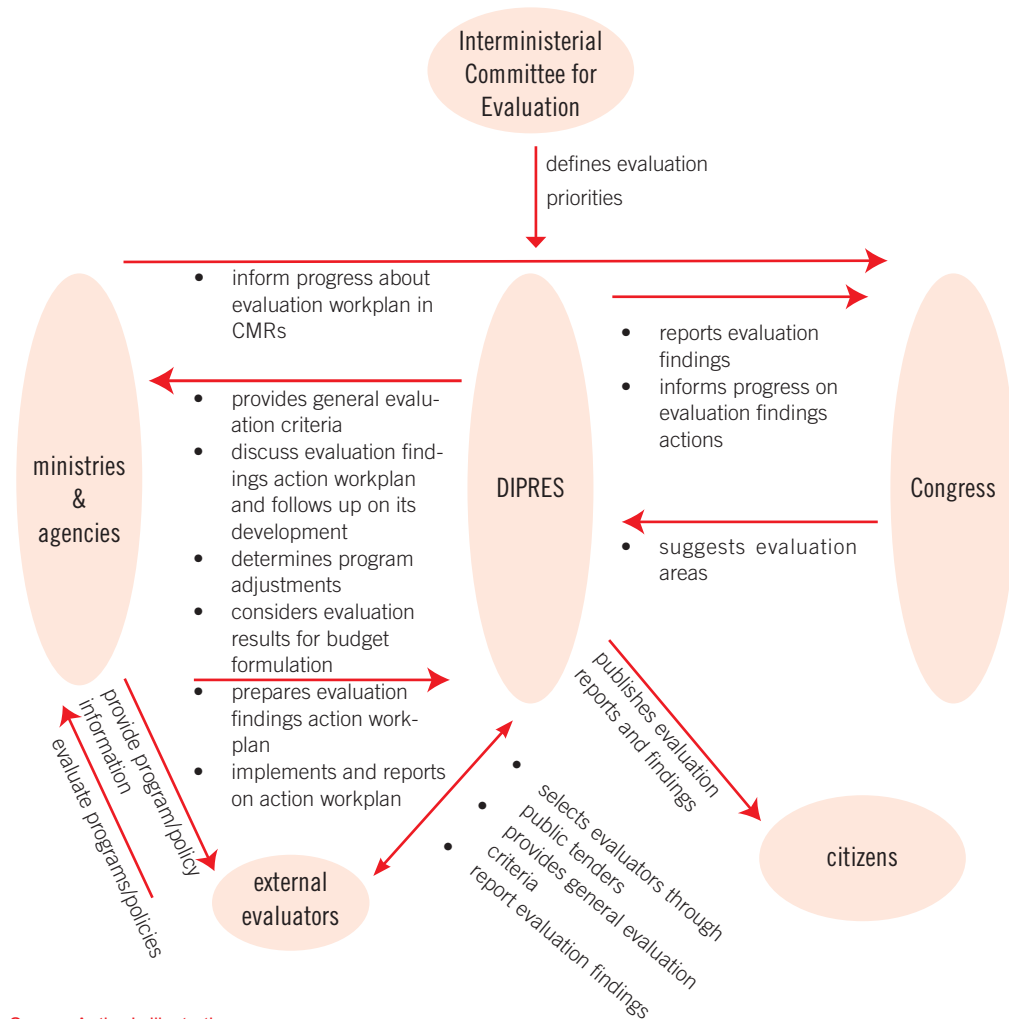 Interministerial
Committee for
Evaluation
defines evaluation
priorities
• inform progress about
evaluation workplan in
CMRs
• reports evaluation
findings
• informs progress on
evaluation findings
actions
• provides general evalu-
ation criteria
• discuss evaluation find-
ings action workplan
and follows up on its
development
• determines program
adjustments
• considers evaluation
results for budget
formulation
• prepares evaluation
findings action work-
plan
• implements and reports
on action workplan
ministries
&
agencies
DIPRES
Congress
• suggests evaluation
areas
provide program/policy
information
evaluate programs/policies
publishes evaluation
reports and findings
• selects evaluators through
public tenders
• provides general evaluation
criteria
• report evaluation findings
external
evaluators
citizens